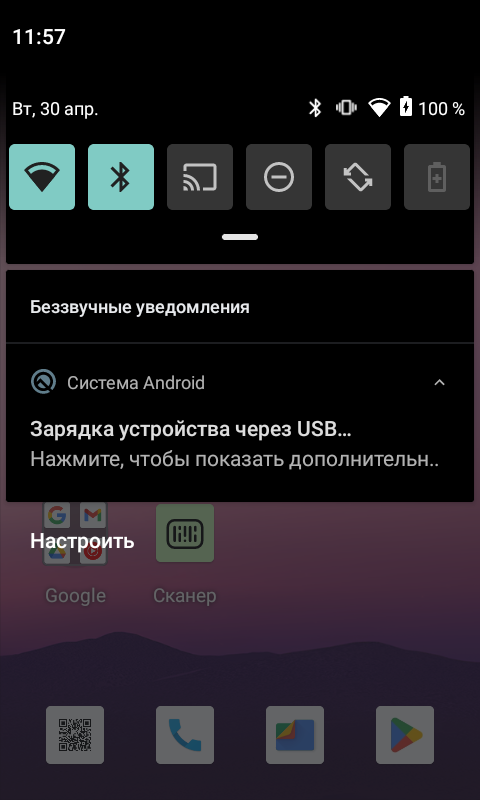 11:57
Вт, 30 апр.
100 %
Беззвучные уведомления
Система Android
Зарядка устройства через USB…
Нажмите, чтобы показать дополнительн..
Настроить
Google
Сканер